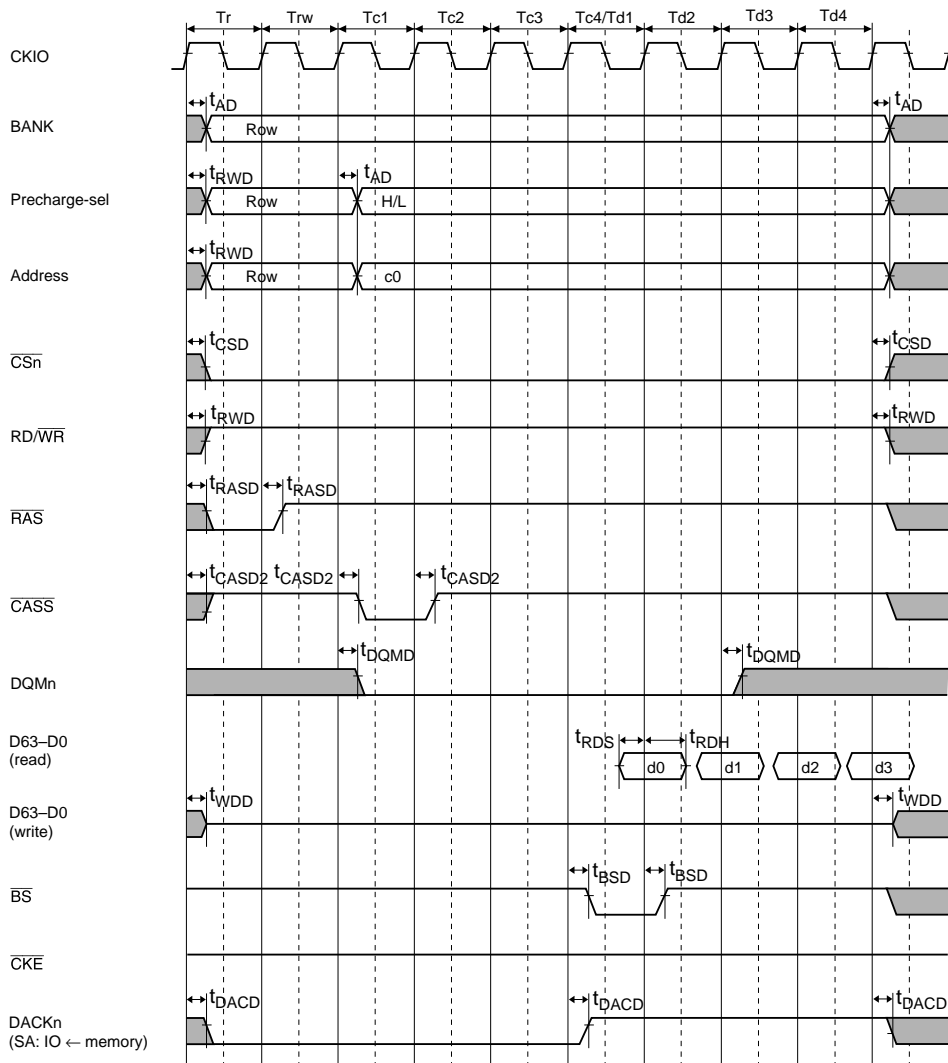 Tr Trw Tc1 Tc2 Tc3 Tc4/Td1 Td2 Td3 Td4
CKIO
tAD tAD
BANK Row
tRWD tAD
Precharge-sel Row H/L
tRWD
Address Row c0
tCSD tCSD
CSn
tRWD tRWD
RD/WR
tRASD tRASD
RAS
tCASD2 tCASD2 tCASD2
CASS
tDQMD tDQMD
DQMn
D63–D0 tRDS tRDH
(read) d0 d1 d2 d3
tWDD tWDD
D63–D0
(write)
tBSD tBSD
BS
CKE
tDACD tDACD tDACD
DACKn
(SA: IO ← memory)